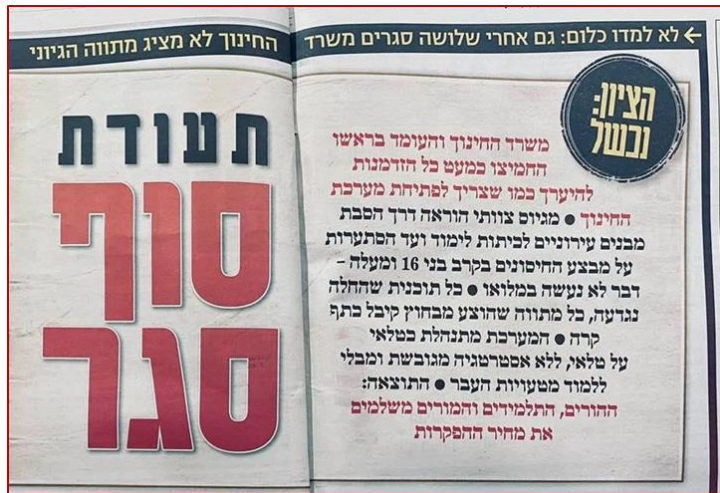 ← לא למדו כלום: גם אחרי שלושה סגרים משרד החינוך לא מציג מתווה הגיוני
הציון:
נכשל
משרד החינוך והעומד בראשו
החמיצו כמעט כל הזדמנות
להיערך כמו שצריך לפתיחת מערכת
החינוך ● מגיוס צוותי הוראה דרך הסבת
מבנים עירוניים לכיתות לימוד ועד הסתערות
על מבצע החיסונים בקרב בני 16 ומעלה –
דבר לא נעשה במלואו ● כל תוכנית שהחלה
נגדעה, כל מתווה שהוצע מבחוץ קיבל כתף
קרה ● המערכת מתנהלת בטלאי
על טלאי, ללא אסטרטגיה מגובשת ומבלי
ללמוד מטעויות העבר ● התוצאה:
ההורים, התלמידים והמורים משלמים
את מחיר ההפקרות
תעודת
סוף
סגר